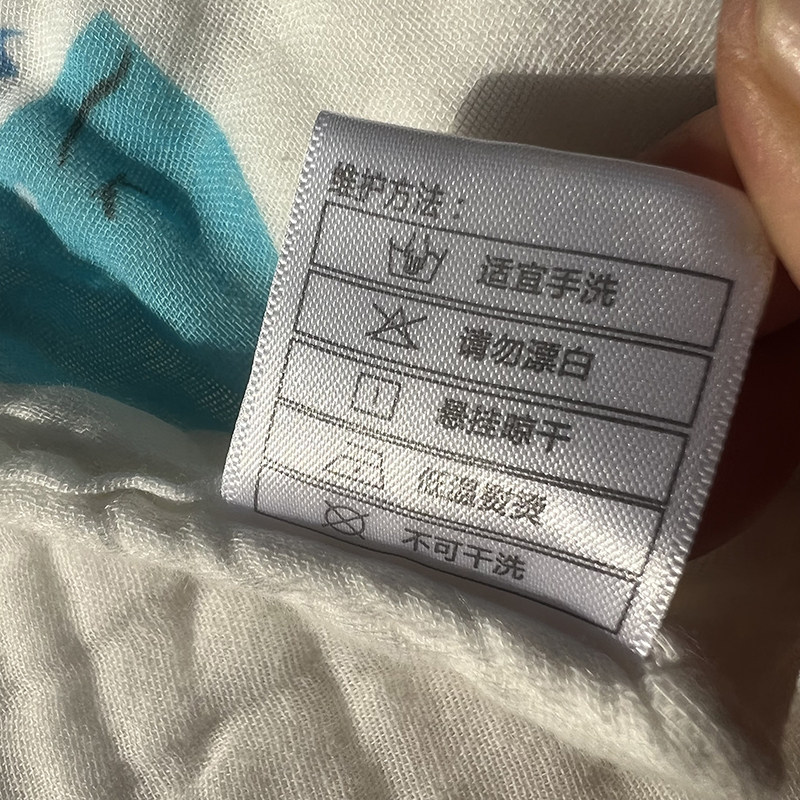 维护方法：
适宜手洗
请勿漂白
悬挂晾干
低温熨烫
不可干洗